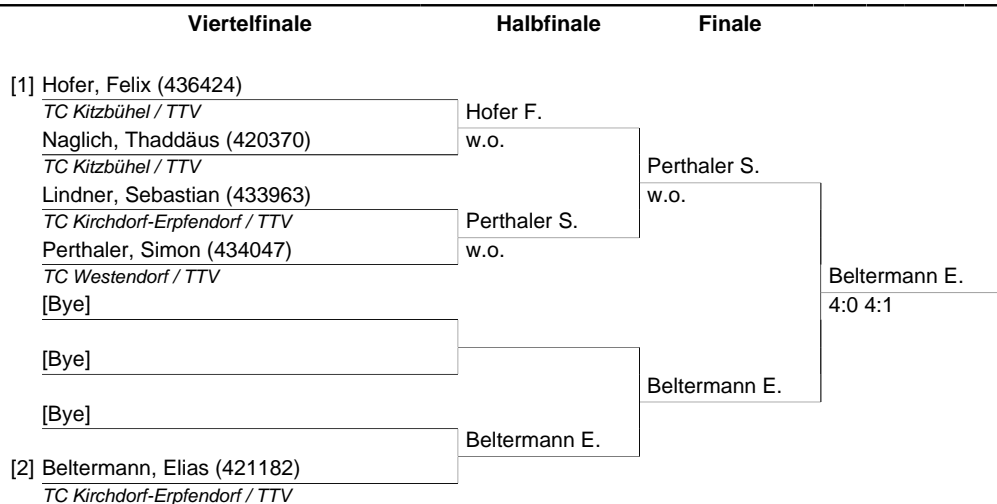 Viertelfinale Halbfinale Finale
[1] Hofer, Felix (436424)
TC Kitzbühel / TTV
Hofer F.
Naglich, Thaddäus (420370)
w.o.
TC Kitzbühel / TTV
Perthaler S.
Lindner, Sebastian (433963)
w.o.
TC Kirchdorf-Erpfendorf / TTV
Perthaler S.
Perthaler, Simon (434047)
w.o.
TC Westendorf / TTV
Beltermann E.
[Bye]
4:0 4:1
[Bye]
Beltermann E.
[Bye]
Beltermann E.
[2] Beltermann, Elias (421182)
TC Kirchdorf-Erpfendorf / TTV